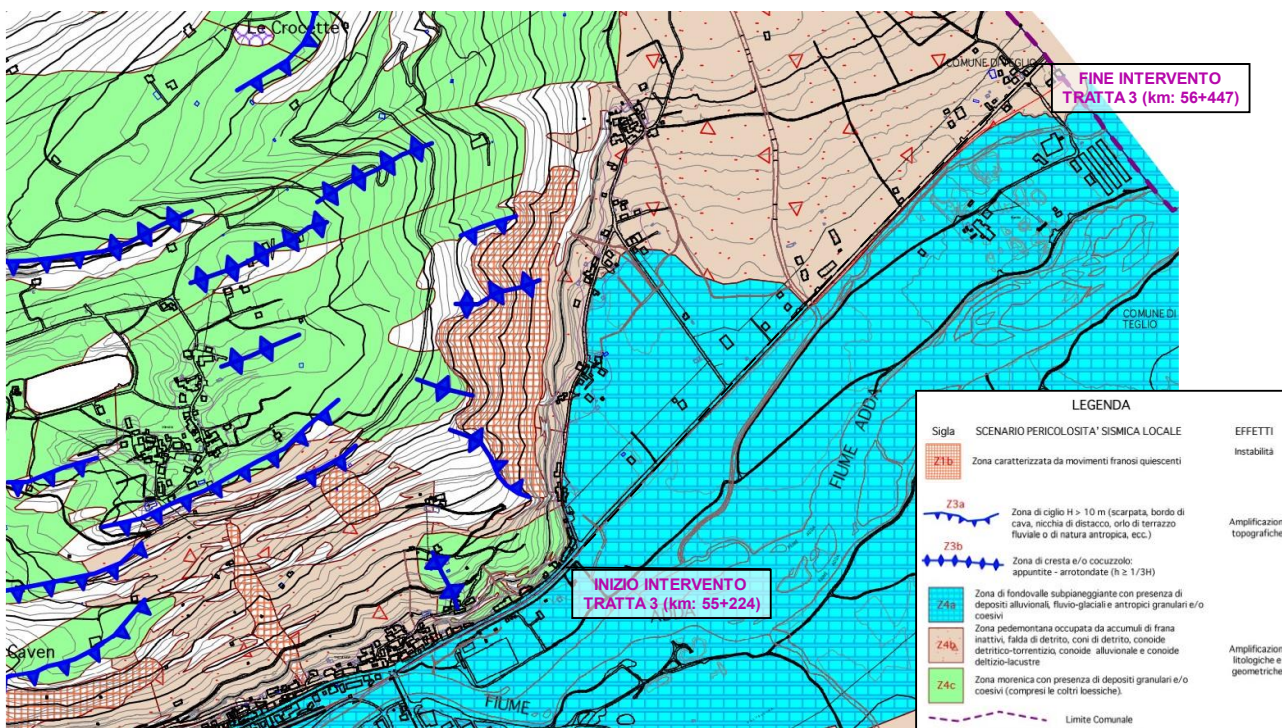 Le Crocette
COMUNE DI TEGLIO
FINE INTERVENTO
TRATTA 3 (km: 56+447)
COMUNE DI
TEGLIO
FIUME ADDA
INIZIO INTERVENTO
TRATTA 3 (km: 55+224)
ADDA
FIUME
Caven
LEGENDA
Sigla SCENARIO PERICOLOSITA' SISMICA LOCALE EFFETTI
Z1b Zona caratterizzata da movimenti franosi quiescenti
Instabilità
Z3a Zona di ciglio H > 10 m (scarpata, bordo di
cava, nicchia di distacco, orlo di terrazzo
fluviale o di natura antropica, ecc.)
Z3b Zona di cresta e/o cocuzzolo:
appuntite - arrotondate (h ≥ 1/3H)
Amplificazion
topografiche
Z4a Zona di fondovalle subpianeggiante con presenza di
depositi alluvionali, fluvio-glaciali e antropici granulari e/o
coesivi
Z4b Zona pedemontana occupata da accumuli di frana
inattivi, falda di detrito, coni di detrito, conoide
detritico-torrentizio, conoide alluvionale e conoide
deltizio-lacustre
Z4c Zona morenica con presenza di depositi granulari e/o
coesivi (compresi le coltri loessiche).
Amplificazion
litologiche e
geometriche
Limite Comunale